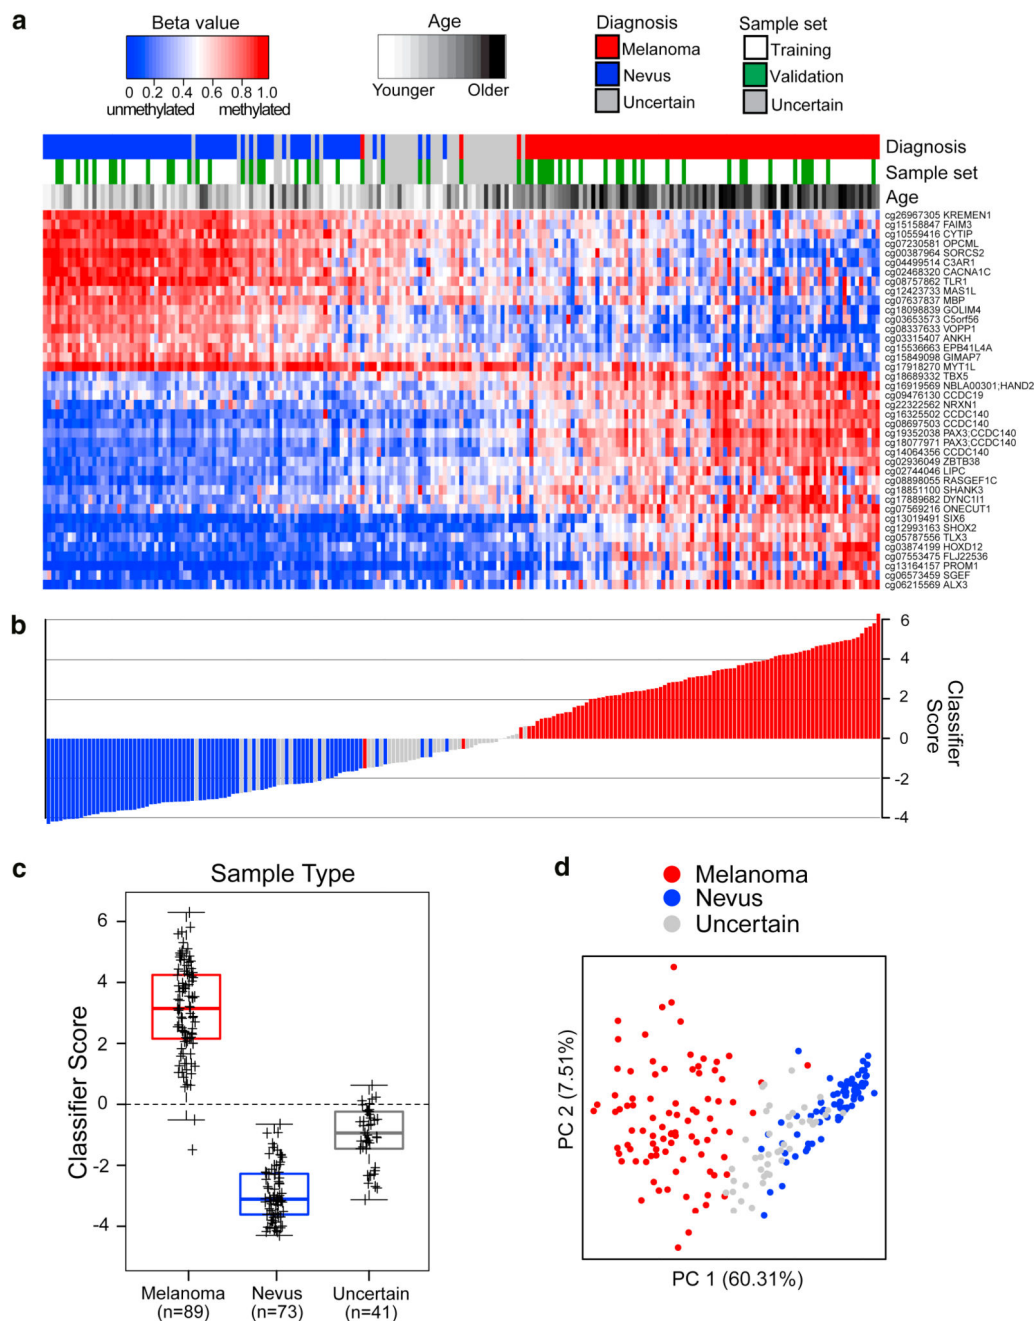 a
Beta value
0 0.2 0.4 0.6 0.8 1.0
unmethylated methylated
Age
Younger Older
Diagnosis
Melanoma
Nevus
Uncertain
Sample set
Training
Validation
Uncertain
Diagnosis
Sample set
Age
cg26967305 KREMEN1
cg15158847 FAIM3
cg10559416 CYTIP
cg07230581 OPCML
cg00387964 SORCS2
cg04499514 C3AR1
cg02468320 CACNA1C
cg08757862 TLR1
cg12423733 MAS1L
cg07637837 MBP
cg18098839 GOLIM4
cg03653573 C5orf56
cg08337633 VOPP1
cg03315407 ANKH
cg15536663 EPB41L4A
cg15849098 GIMAP7
cg17918270 MYT1L
cg18689332 TBX5
cg16919569 NBLA00301;HAND2
cg09476130 CCDC19
cg22322562 NRXN1
cg16325502 CCDC140
cg08697503 CCDC140
cg19352038 PAX3;CCDC140
cg18077971 PAX3;CCDC140
cg14064356 CCDC140
cg02936049 ZBTB38
cg02744046 LIPC
cg08898055 RASGEF1C
cg18851100 SHANK3
cg17889682 DYNC1I1
cg07569216 ONECUT1
cg13019491 SIX6
cg12993163 SHOX2
cg05787556 TLX3
cg03874199 HOXD12
cg07553475 FLJ22536
cg13164157 PROM1
cg06573459 SGEF
cg06215569 ALX3
b
6
4
2
0
-2
-4
Classifier
Score
c
Sample Type
Classifier Score
6
4
2
0
-2
-4
Melanoma
(n=89)
Nevus
(n=73)
Uncertain
(n=41)
d
Melanoma
Nevus
Uncertain
PC 2 (7.51%)
PC 1 (60.31%)